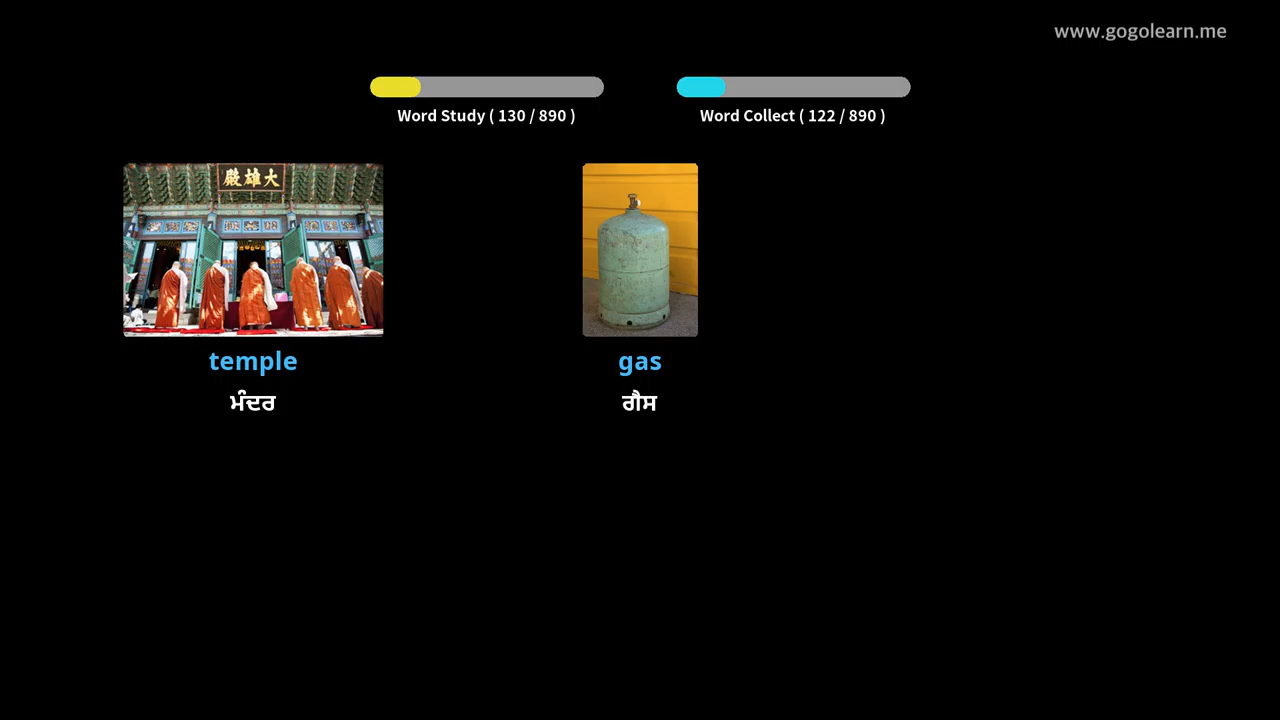 www.gogolearn.me
Word Study ( 130 / 890 )
Word Collect ( 122 / 890 )
殿雄大
temple
gas
ਮੰਦਰ
ਗੈਸ